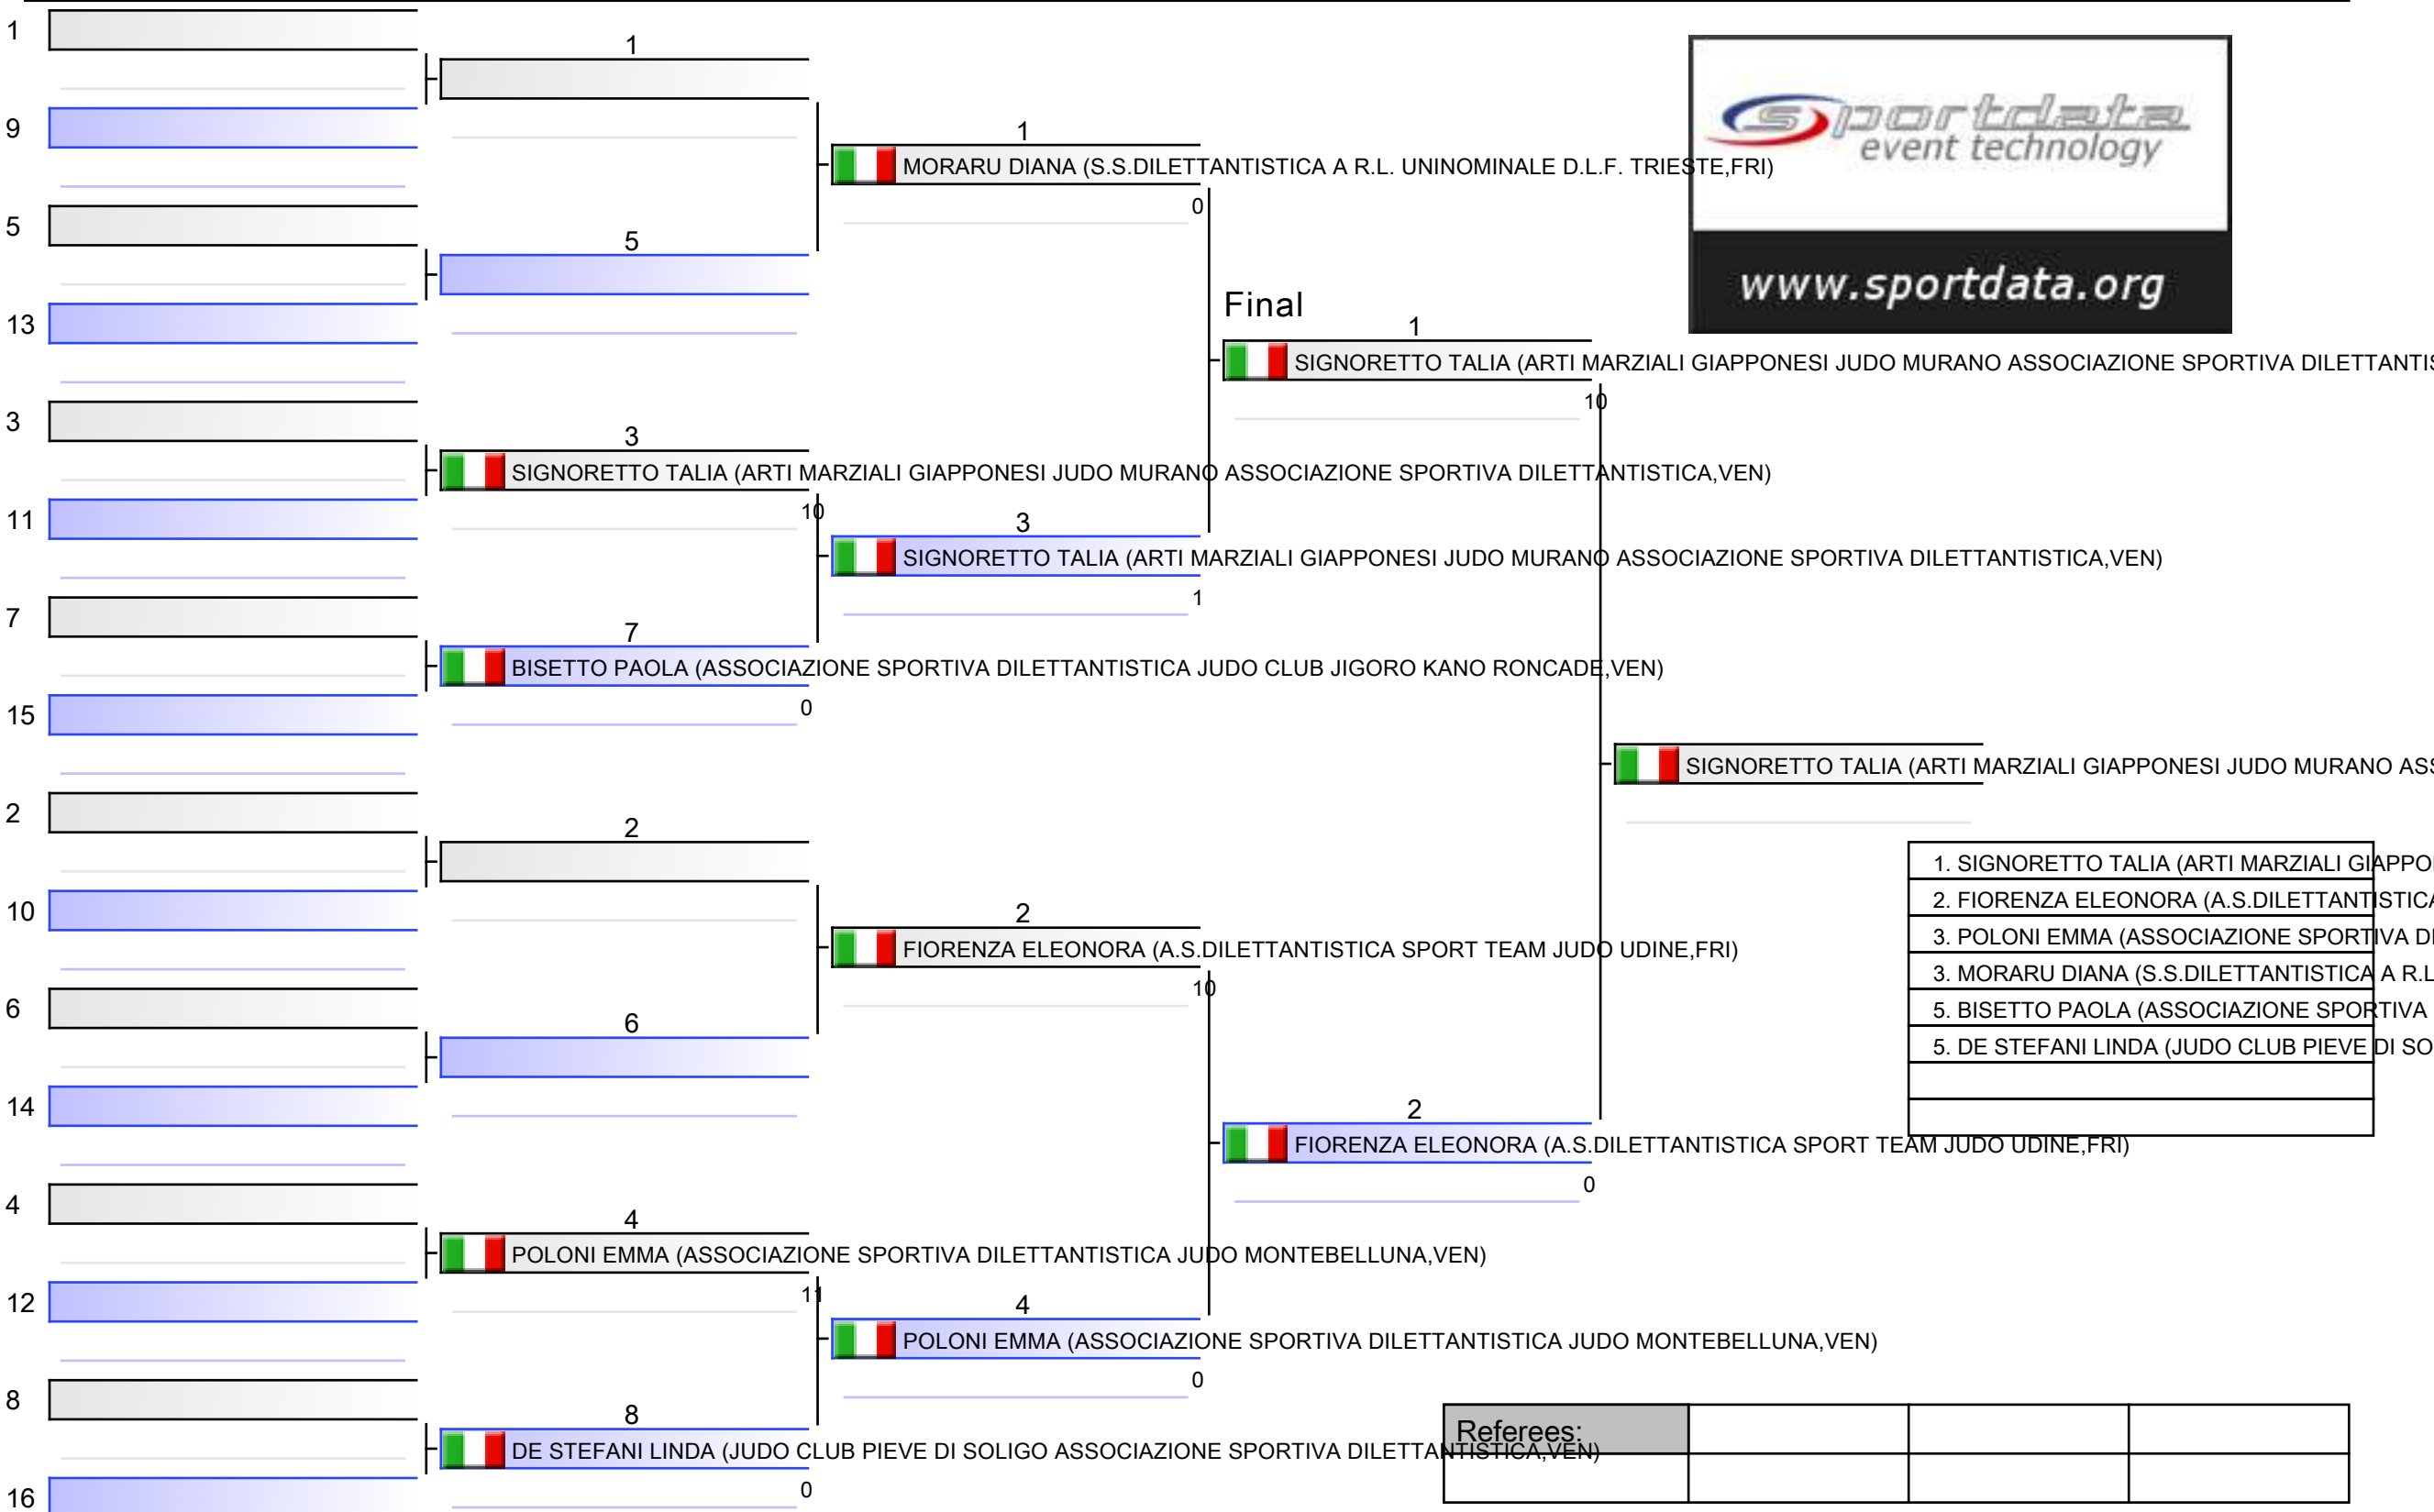 1
1
9
MORARU DIANA (S.S.DILETTANTISTICA A R.L. UNINOMINALE D.L.F. TRIESTE,FRI)
1
0
5
5
13
sportdata
event technology
www.sportdata.org
Final
1
SIGNORETTO TALIA (ARTI MARZIALI GIAPPONESI JUDO MURANO ASSOCIAZIONE SPORTIVA DILETTANTIS
10
3
3
SIGNORETTO TALIA (ARTI MARZIALI GIAPPONESI JUDO MURANO ASSOCIAZIONE SPORTIVA DILETTANTISTICA,VEN)
10
11
3
SIGNORETTO TALIA (ARTI MARZIALI GIAPPONESI JUDO MURANO ASSOCIAZIONE SPORTIVA DILETTANTISTICA,VEN)
1
7
7
BISETTO PAOLA (ASSOCIAZIONE SPORTIVA DILETTANTISTICA JUDO CLUB JIGORO KANO RONCADE,VEN)
0
15
SIGNORETTO TALIA (ARTI MARZIALI GIAPPONESI JUDO MURANO ASS
2
2
10
2
FIORENZA ELEONORA (A.S.DILETTANTISTICA SPORT TEAM JUDO UDINE,FRI)
10
1. SIGNORETTO TALIA (ARTI MARZIALI GIAPPO
2. FIORENZA ELEONORA (A.S.DILETTANTISTICA
3. POLONI EMMA (ASSOCIAZIONE SPORTIVA DI
3. MORARU DIANA (S.S.DILETTANTISTICA A R.L
5. BISETTO PAOLA (ASSOCIAZIONE SPORTIVA
5. DE STEFANI LINDA (JUDO CLUB PIEVE DI SO
6
6
14
2
FIORENZA ELEONORA (A.S.DILETTANTISTICA SPORT TEAM JUDO UDINE,FRI)
0
4
4
POLONI EMMA (ASSOCIAZIONE SPORTIVA DILETTANTISTICA JUDO MONTEBELLUNA,VEN)
11
12
4
POLONI EMMA (ASSOCIAZIONE SPORTIVA DILETTANTISTICA JUDO MONTEBELLUNA,VEN)
0
8
8
DE STEFANI LINDA (JUDO CLUB PIEVE DI SOLIGO ASSOCIAZIONE SPORTIVA DILETTANTISTICA,VEN)
0
16
Referees: